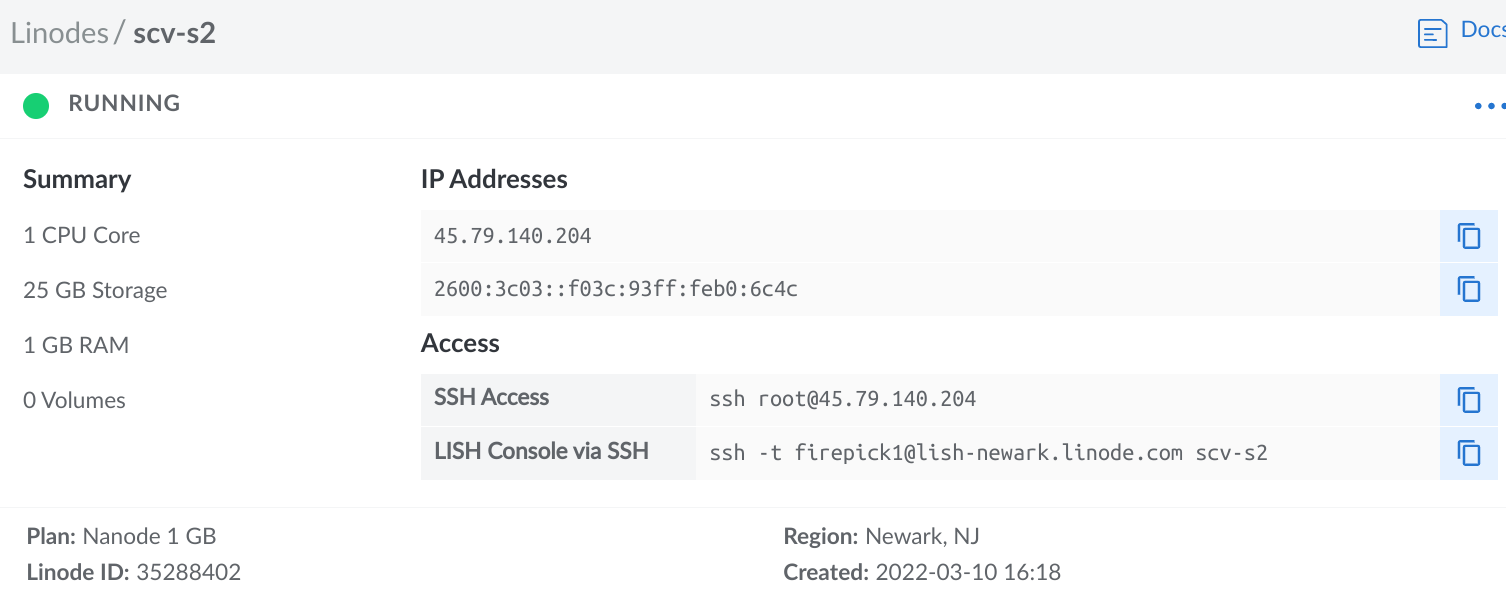 Linodes / scv-s2
Docs
RUNNING
Summary
1 CPU Core
25 GB Storage
1 GB RAM
0 Volumes
IP Addresses
45.79.140.204
2600:3c03::f03c:93ff:feb0:6c4c
Access
SSH Access ssh root@45.79.140.204
LISH Console via SSH ssh -t firepick1@lish-newark.linode.com scv-s2
Plan: Nanode 1 GB
Linode ID: 35288402
Region: Newark, NJ
Created: 2022-03-10 16:18